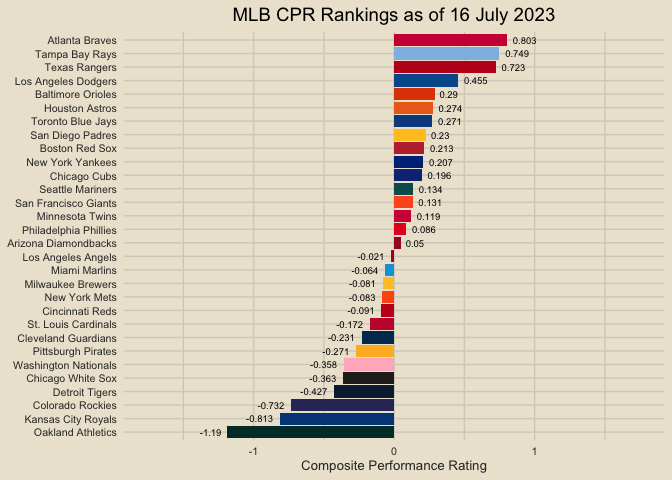 MLB CPR Rankings as of 16 July 2023
Atlanta Braves 0.803
Tampa Bay Rays 0.749
Texas Rangers 0.723
Los Angeles Dodgers 0.455
Baltimore Orioles 0.29
Houston Astros 0.274
Toronto Blue Jays 0.271
San Diego Padres 0.23
Boston Red Sox 0.213
New York Yankees 0.207
Chicago Cubs 0.196
Seattle Mariners 0.134
San Francisco Giants 0.131
Minnesota Twins 0.119
Philadelphia Phillies 0.086
Arizona Diamondbacks 0.05
Los Angeles Angels -0.021
Miami Marlins -0.064
Milwaukee Brewers -0.081
New York Mets -0.083
Cincinnati Reds -0.091
St. Louis Cardinals -0.172
Cleveland Guardians -0.231
Pittsburgh Pirates -0.271
Washington Nationals -0.358
Chicago White Sox -0.363
Detroit Tigers -0.427
Colorado Rockies -0.732
Kansas City Royals -0.813
Oakland Athletics -1.19
-1 0 1
Composite Performance Rating